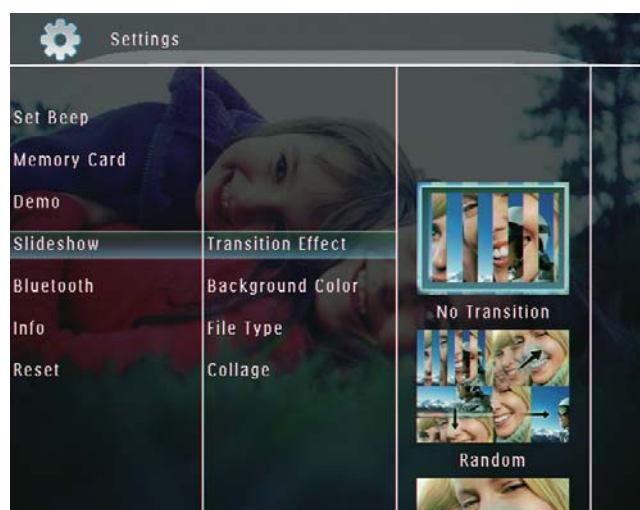 Settings
Set Beep
Memory Card
Demo
Slideshow
Bluetooth
Info
Reset
Transition Effect
Background Color
File Type
Collage
No Transition
Random